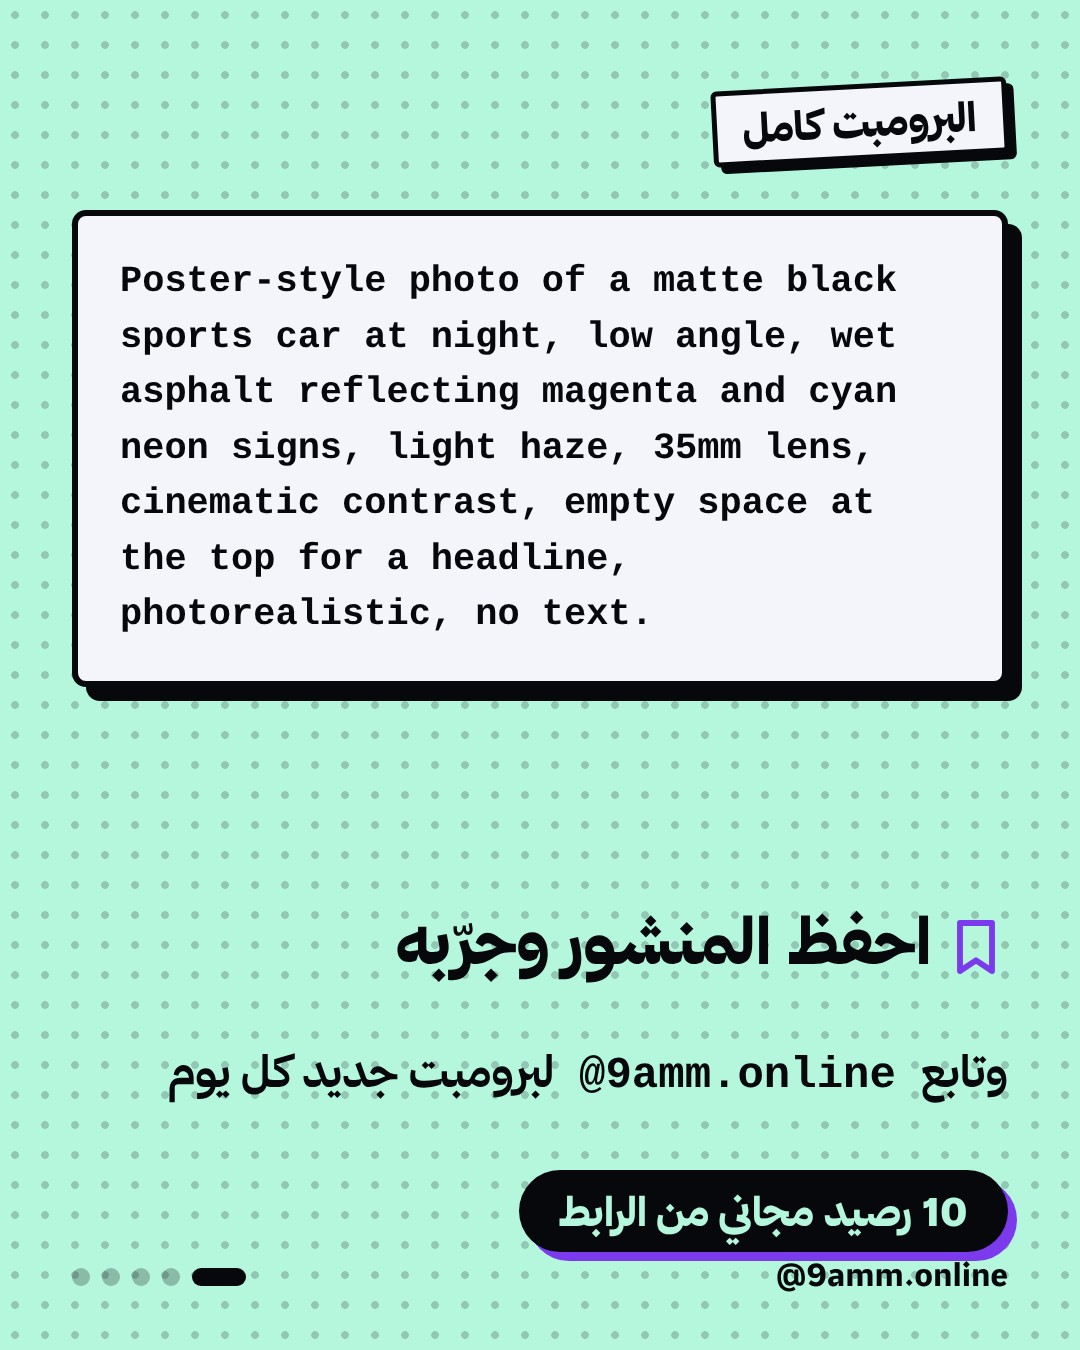 البرومبت كامل
Poster-style photo of a matte black
sports car at night, low angle, wet
asphalt reflecting magenta and cyan
neon signs, light haze, 35mm lens,
cinematic contrast, empty space at
the top for a headline,
photorealistic, no text.
احفظ المنشور وجرّبه
وتابع @9amm.online لبرومبت جديد كل يوم
10 رصيد مجاني من الرابط
@9amm.online